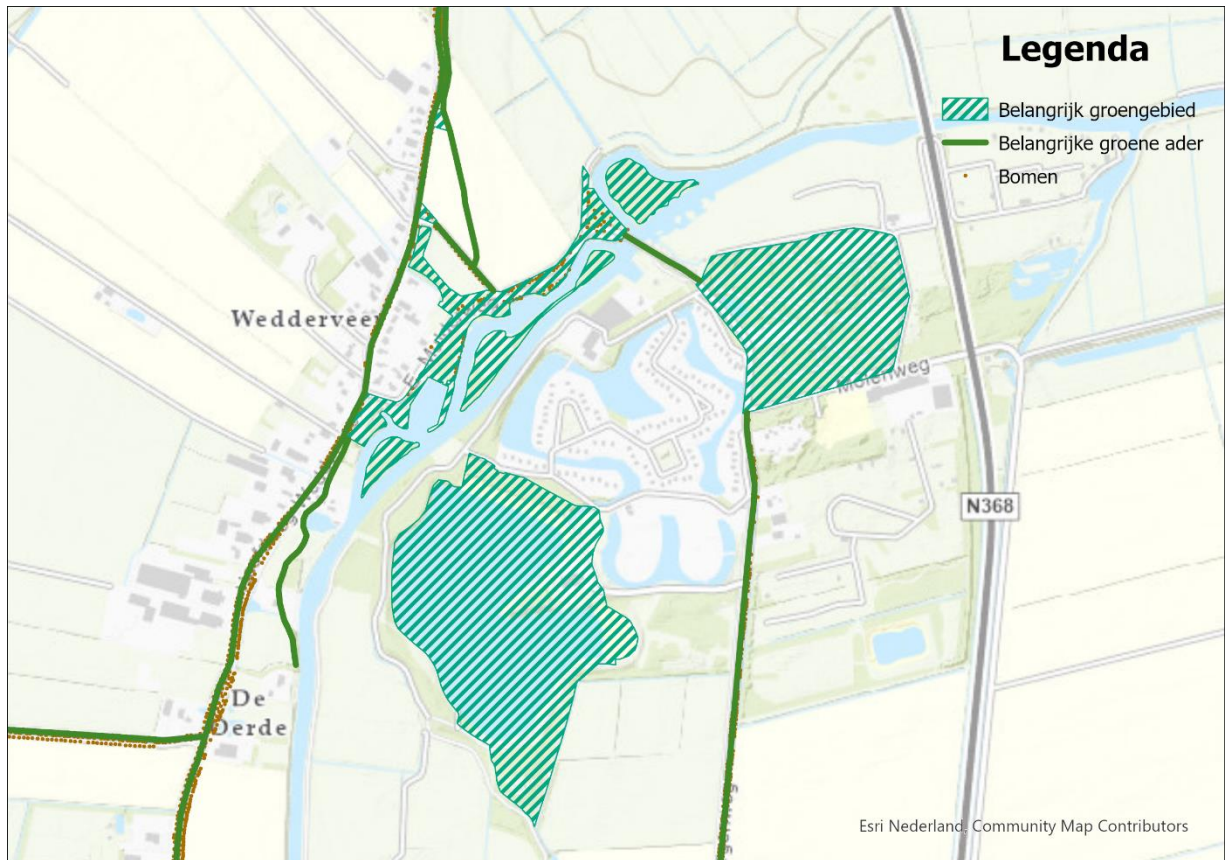 Legenda
Belangrijk groengebied
Belangrijke groene ader
Bomen
Wedderveer
Molenweg
N368
De
Derde
Esri Nederland, Community Map Contributors